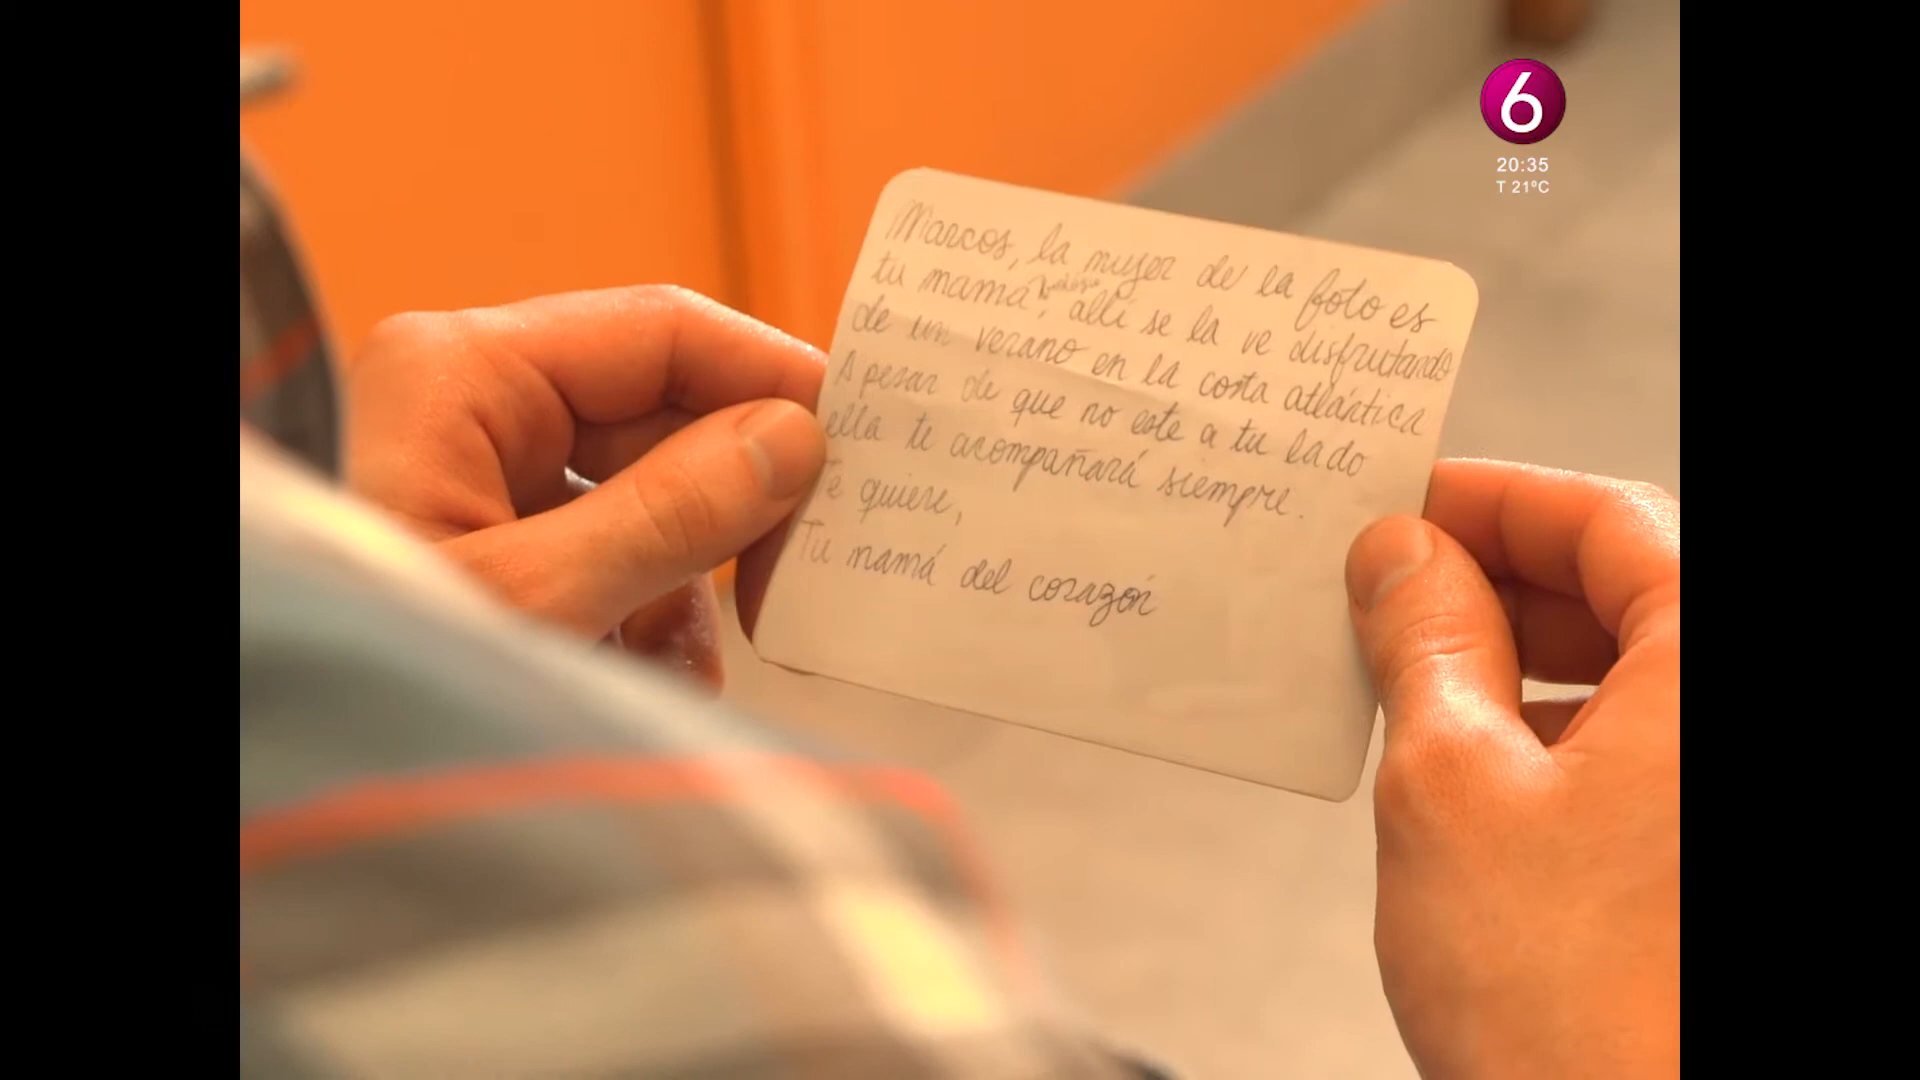 Marcos, la mujer de la foto es
tu mamá, allí se la ve disfrutando
de un verano en la costa atlántica
A pesar de que no este a tu lado
ella te acompañará siempre.
Te quiere,
Tu mamá del corazón
6
20:35
T 21ºC